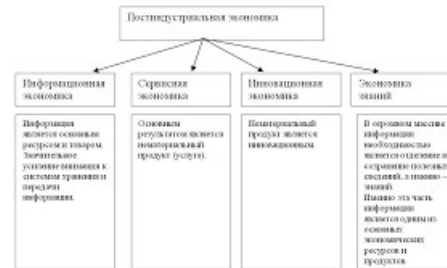 Постиндустриальная экономика
Информационная
экономика
Сервисная
экономика
Инновационная
экономика
Экономика
знаний
Информация
является основным
ресурсом и товаром.
Значительное
усиление внимания к
системам хранения и
передачи
информации.
Основным
результатом является
нематериальный
продукт (услуга).
Нематериальный
продукт является
инновационным.
В огромном массиве
информации
необходимостью
является отделение и
сохранение полезных
сведений, а именно –
знаний.
Именно эта часть
информации
является одним из
основных
экономических
ресурсов и
продуктов.